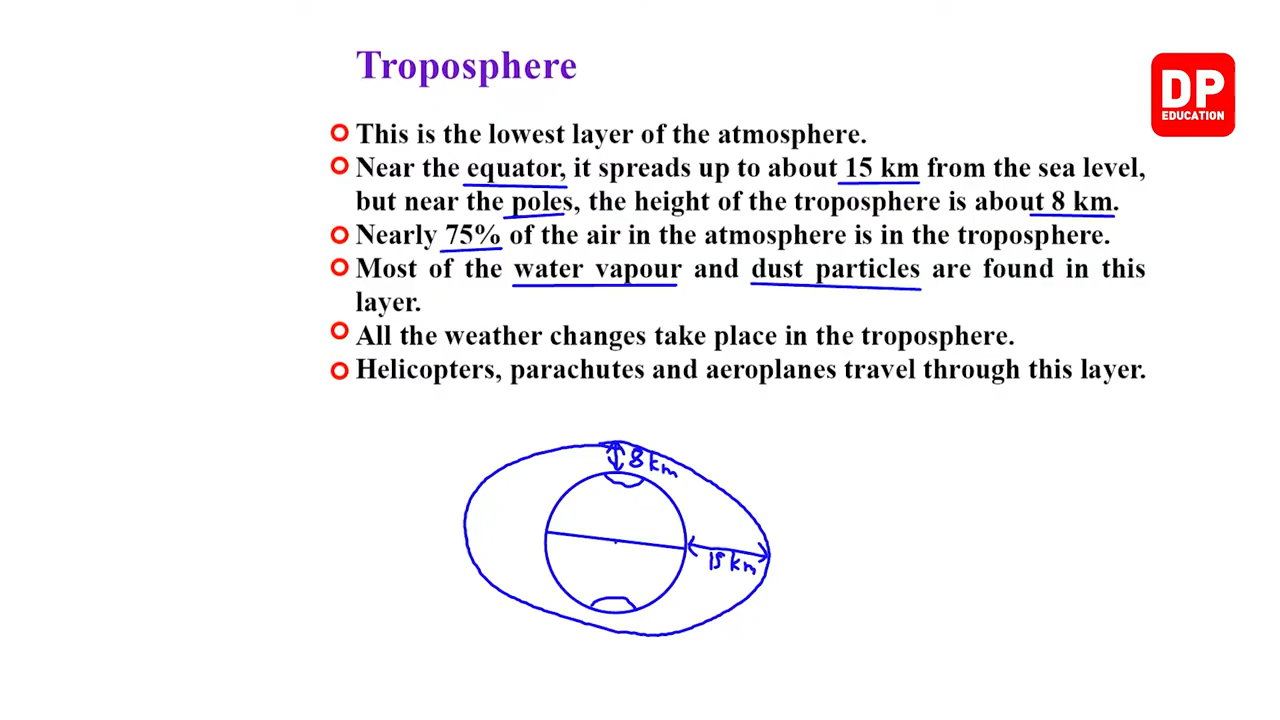 Troposphere
DP
EDUCATION
This is the lowest layer of the atmosphere.
Near the equator, it spreads up to about 15 km from the sea level,
but near the poles, the height of the troposphere is about 8 km.
Nearly 75% of the air in the atmosphere is in the troposphere.
Most of the water vapour and dust particles are found in this
layer.
All the weather changes take place in the troposphere.
Helicopters, parachutes and aeroplanes travel through this layer.
8 km
15 km